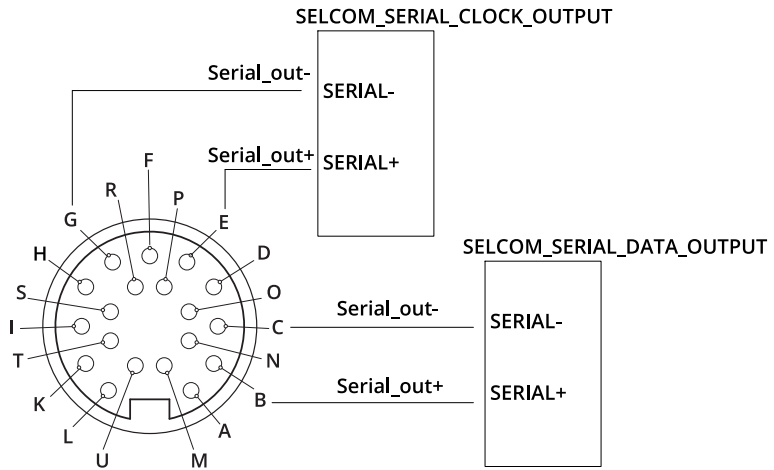 SELCOM_SERIAL_CLOCK_OUTPUT
Serial_out-
SERIAL-
Serial_out+
SERIAL+
F
R
P
G
E
H
D
SELCOM_SERIAL_DATA_OUTPUT
S
O
Serial_out-
SERIAL-
I
C
T
N
Serial_out+
SERIAL+
K
B
L
A
U
M